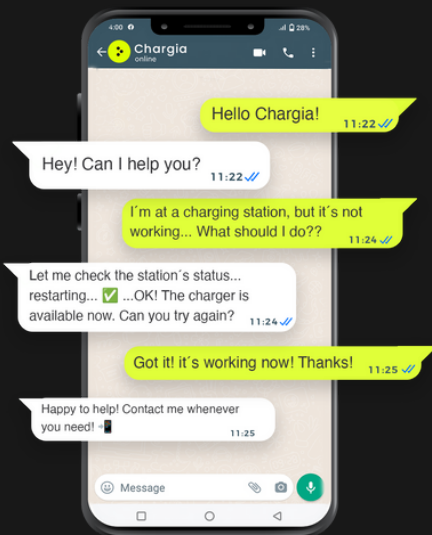 4:00
28%
Chargia
online
Hello Chargia!
11:22
Hey! Can I help you?
11:22
I´m at a charging station, but it´s not
working... What should I do??
11:24
Let me check the station´s status...
restarting... ✅ ...OK! The charger is
available now. Can you try again?
11:24
Got it! it´s working now! Thanks!
11:25
Happy to help! Contact me whenever
you need! 📲
11:25
Message